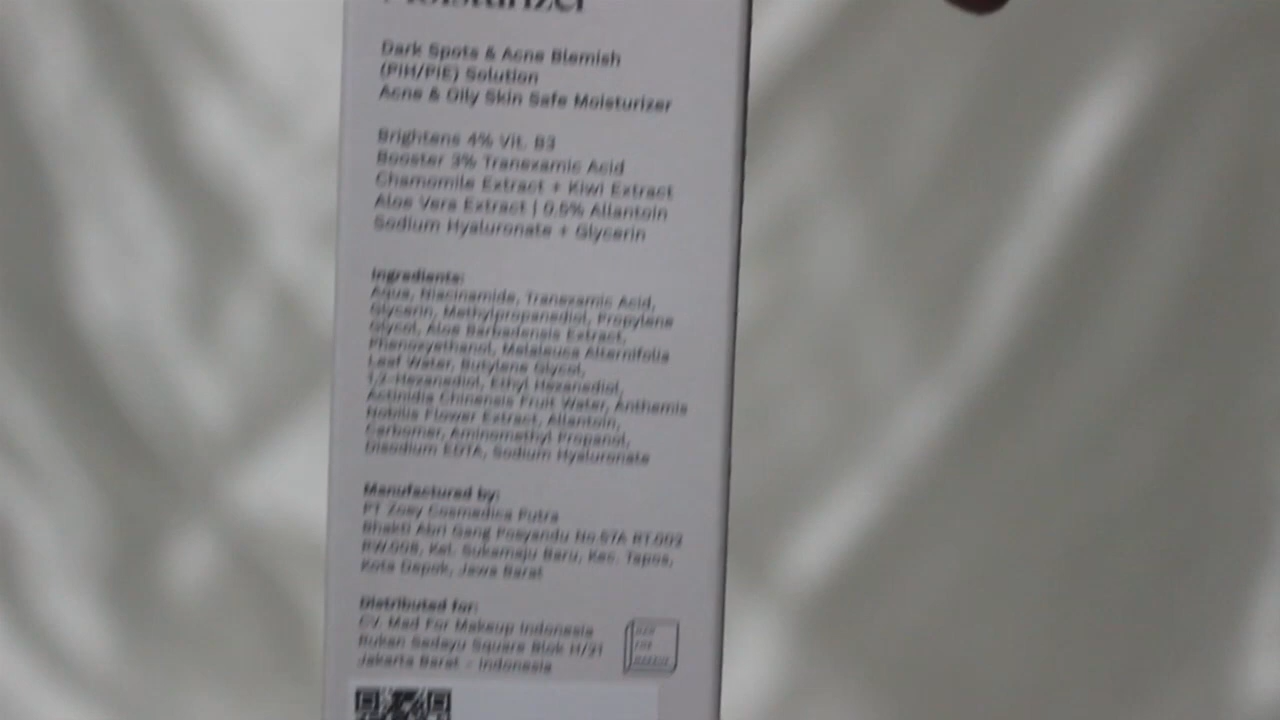 Moisturizer
Dark Spots & Acne Blemish
(PIH/PIE) Solution
Acne & Oily Skin Safe Moisturizer
Brightens 4% Vit. B3
Booster 3% Tranexamic Acid
Chamomile Extract + Kiwi Extract
Aloe Vera Extract | 0.5% Allantoin
Sodium Hyaluronate + Glycerin
Ingredients:
Aqua, Niacinamide, Tranexamic Acid,
Glycerin, Methylpropanediol, Propylene
Glycol, Aloe Barbadensis Extract,
Phenoxyethanol, Melaleuca Alternifolia
Leaf Water, Butylene Glycol,
1,2-Hexanediol, Ethyl Hexanediol,
Actinidia Chinensis Fruit Water, Anthemis
Nobilis Flower Extract, Allantoin,
Carbomer, Aminomethyl Propanol,
Disodium EDTA, Sodium Hyaluronate
Manufactured by:
PT Zoey Cosmedica Putra
Bhakti Abri Gang Posyandu No.57A RT.002
RW.008, Kel. Sukamaju Baru, Kec. Tapos,
Kota Depok, Jawa Barat
Distributed for:
CV. Mad For Makeup Indonesia
Rukan Sedayu Square Blok H/21
Jakarta Barat - Indonesia
MAD
FOR
MAKEUP